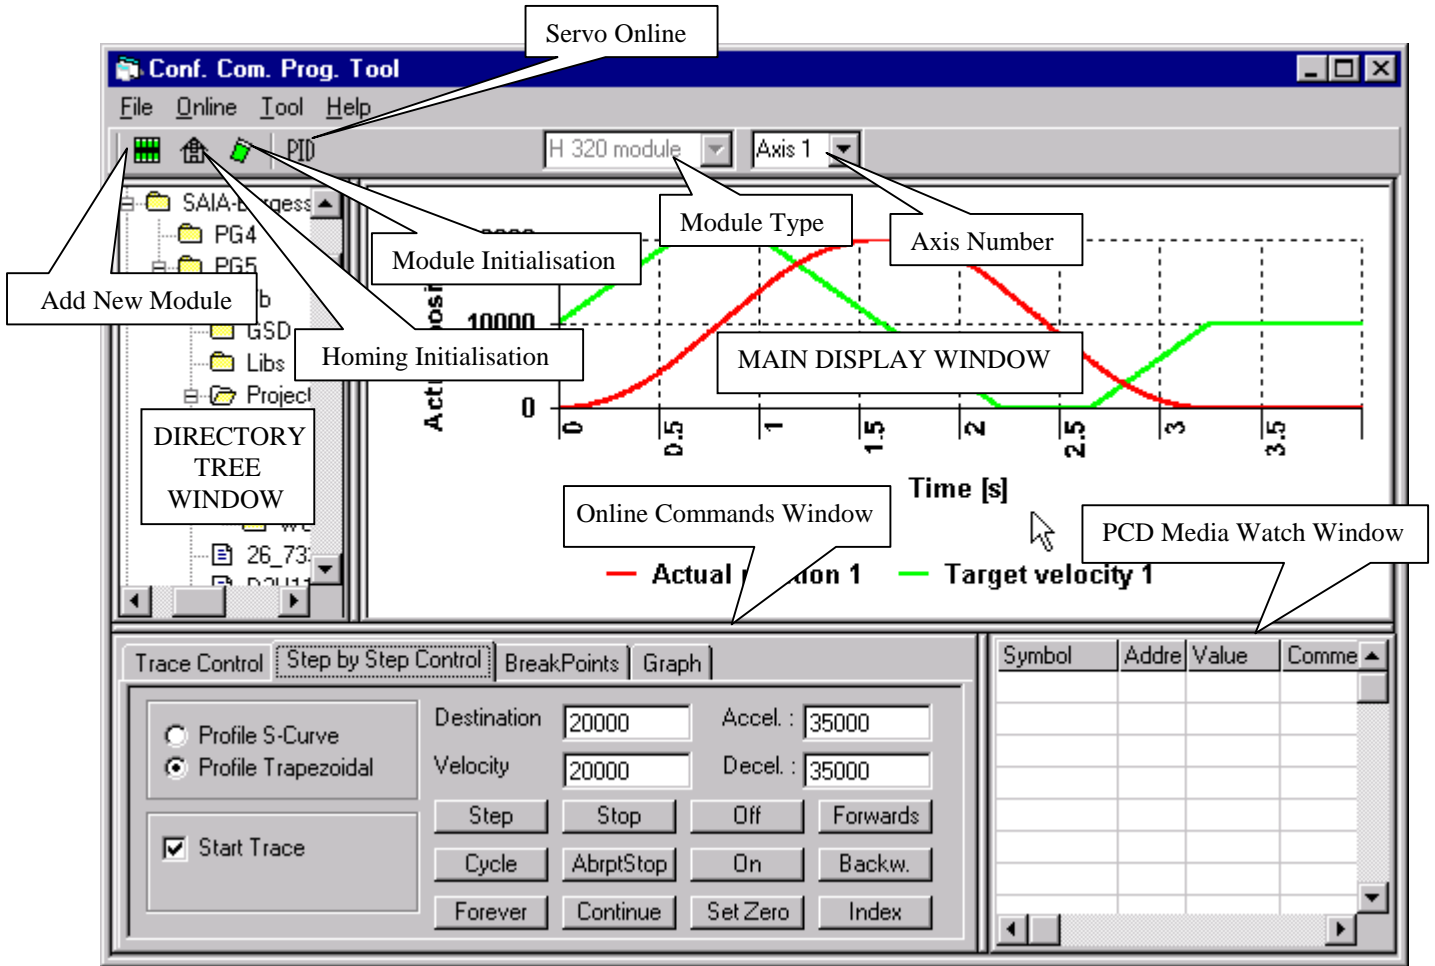 Servo Online
Conf. Com. Prog. Tool
File Online Tool Help
PID
H 320 module
Axis 1
SAIA-Burgess
PG4
PG5
GSD
Libs
Project
26_73
Module Type
Axis Number
Module Initialisation
Add New Module
Homing Initialisation
MAIN DISPLAY WINDOW
DIRECTORY
TREE
WINDOW
10000
0
0
0.5
1
1.5
2
2.5
3
3.5
Time [s]
Online Commands Window
PCD Media Watch Window
Actual 1
Target velocity 1
Trace Control
Step by Step Control
BreakPoints
Graph
Symbol Addre Value Comme
Profile S-Curve
Profile Trapezoidal
Start Trace
Destination 20000 Accel. : 35000
Velocity 20000 Decel. : 35000
Step Stop Off Forwards
Cycle AbrptStop On Backw.
Forever Continue Set Zero Index